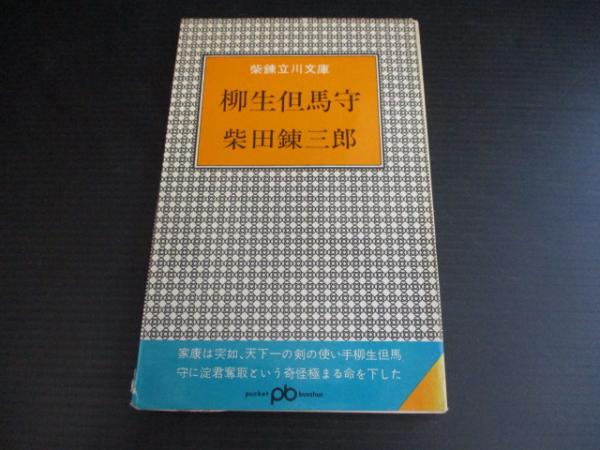 柴錬立川文庫
柳生但馬守
柴田錬三郎
家康は突如、天下一の剣の使い手柳生但馬
守に淀君奪取という奇怪極まる命を下した
pocket pb bunshun